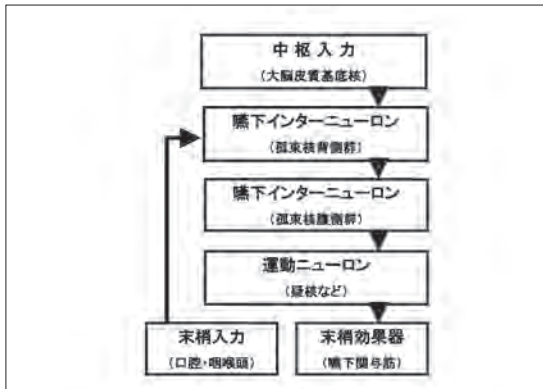 中枢入力
(大脳皮質基底核)
嚥下インターニューロン
(孤束核背側群)
嚥下インターニューロン
(孤束核腹側群)
運動ニューロン
(疑核など)
末梢入力
(口腔・咽喉頭)
末梢効果器
(嚥下関与筋)